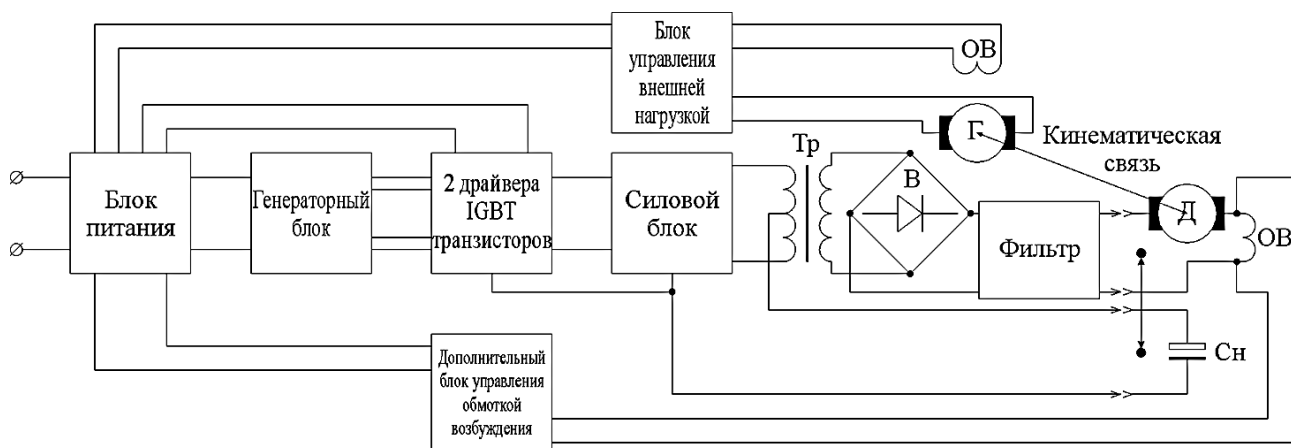 Блок
управления
внешней
нагрузкой
ОВ
Г
Кинематическая
связь
Блок
питания
Генераторный
блок
2 драйвера
IGBT
транзисторов
Силовой
блок
Тр
В
Фильтр
Д
ОВ
Сн
Дополнительный
блок управления
обмоткой
возбуждения